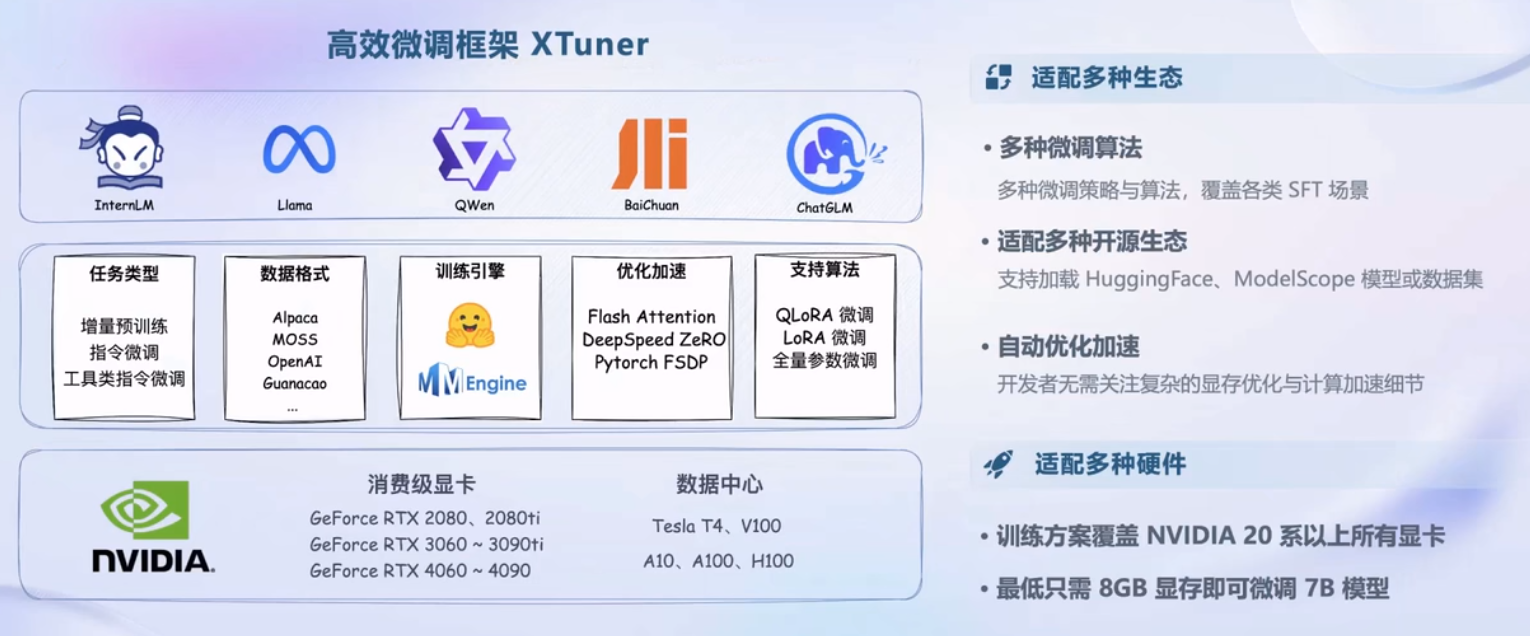 高效微调框架 XTuner
InternLM
Llama
QWen
BaiChuan
ChatGLM
任务类型
增量预训练
指令微调
工具类指令微调
数据格式
Alpaca
MOSS
OpenAI
Guanacao
...
训练引擎
MMEngine
优化加速
Flash Attention
DeepSpeed ZeRO
Pytorch FSDP
支持算法
QLoRA 微调
LoRA 微调
全量参数微调
NVIDIA.
消费级显卡
GeForce RTX 2080、2080ti
GeForce RTX 3060 ~ 3090ti
GeForce RTX 4060 ~ 4090
数据中心
Tesla T4、V100
A10、A100、H100
适配多种生态
• 多种微调算法
多种微调策略与算法，覆盖各类 SFT 场景
• 适配多种开源生态
支持加载 HuggingFace、ModelScope 模型或数据集
• 自动优化加速
开发者无需关注复杂的显存优化与计算加速细节
适配多种硬件
• 训练方案覆盖 NVIDIA 20 系以上所有显卡
• 最低只需 8GB 显存即可微调 7B 模型